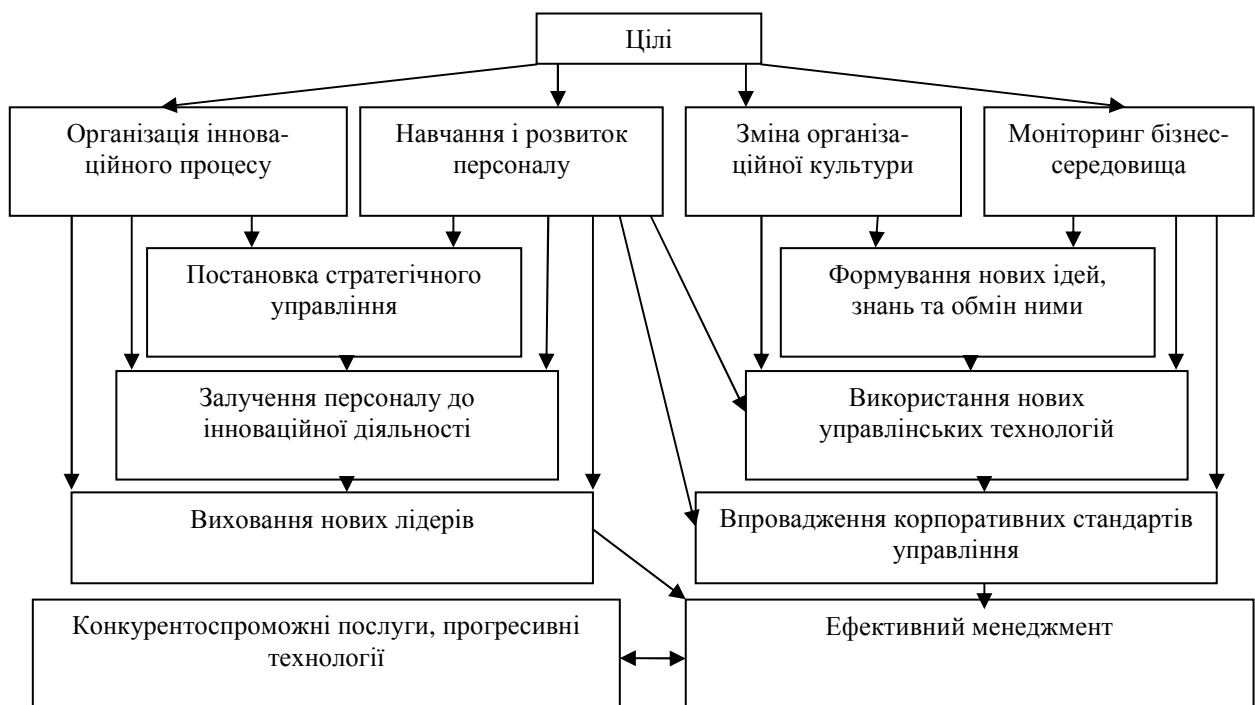 Цілі
Організація іннова-
ційного процесу
Навчання і розвиток
персоналу
Зміна організа-
ційної культури
Моніторинг бізнес-
середовища
Постановка стратегічного
управління
Формування нових ідей,
знань та обмін ними
Залучення персоналу до
інноваційної діяльності
Використання нових
управлінських технологій
Виховання нових лідерів
Впровадження корпоративних стандартів
управління
Конкурентоспроможні послуги, прогресивні
технології
Ефективний менеджмент